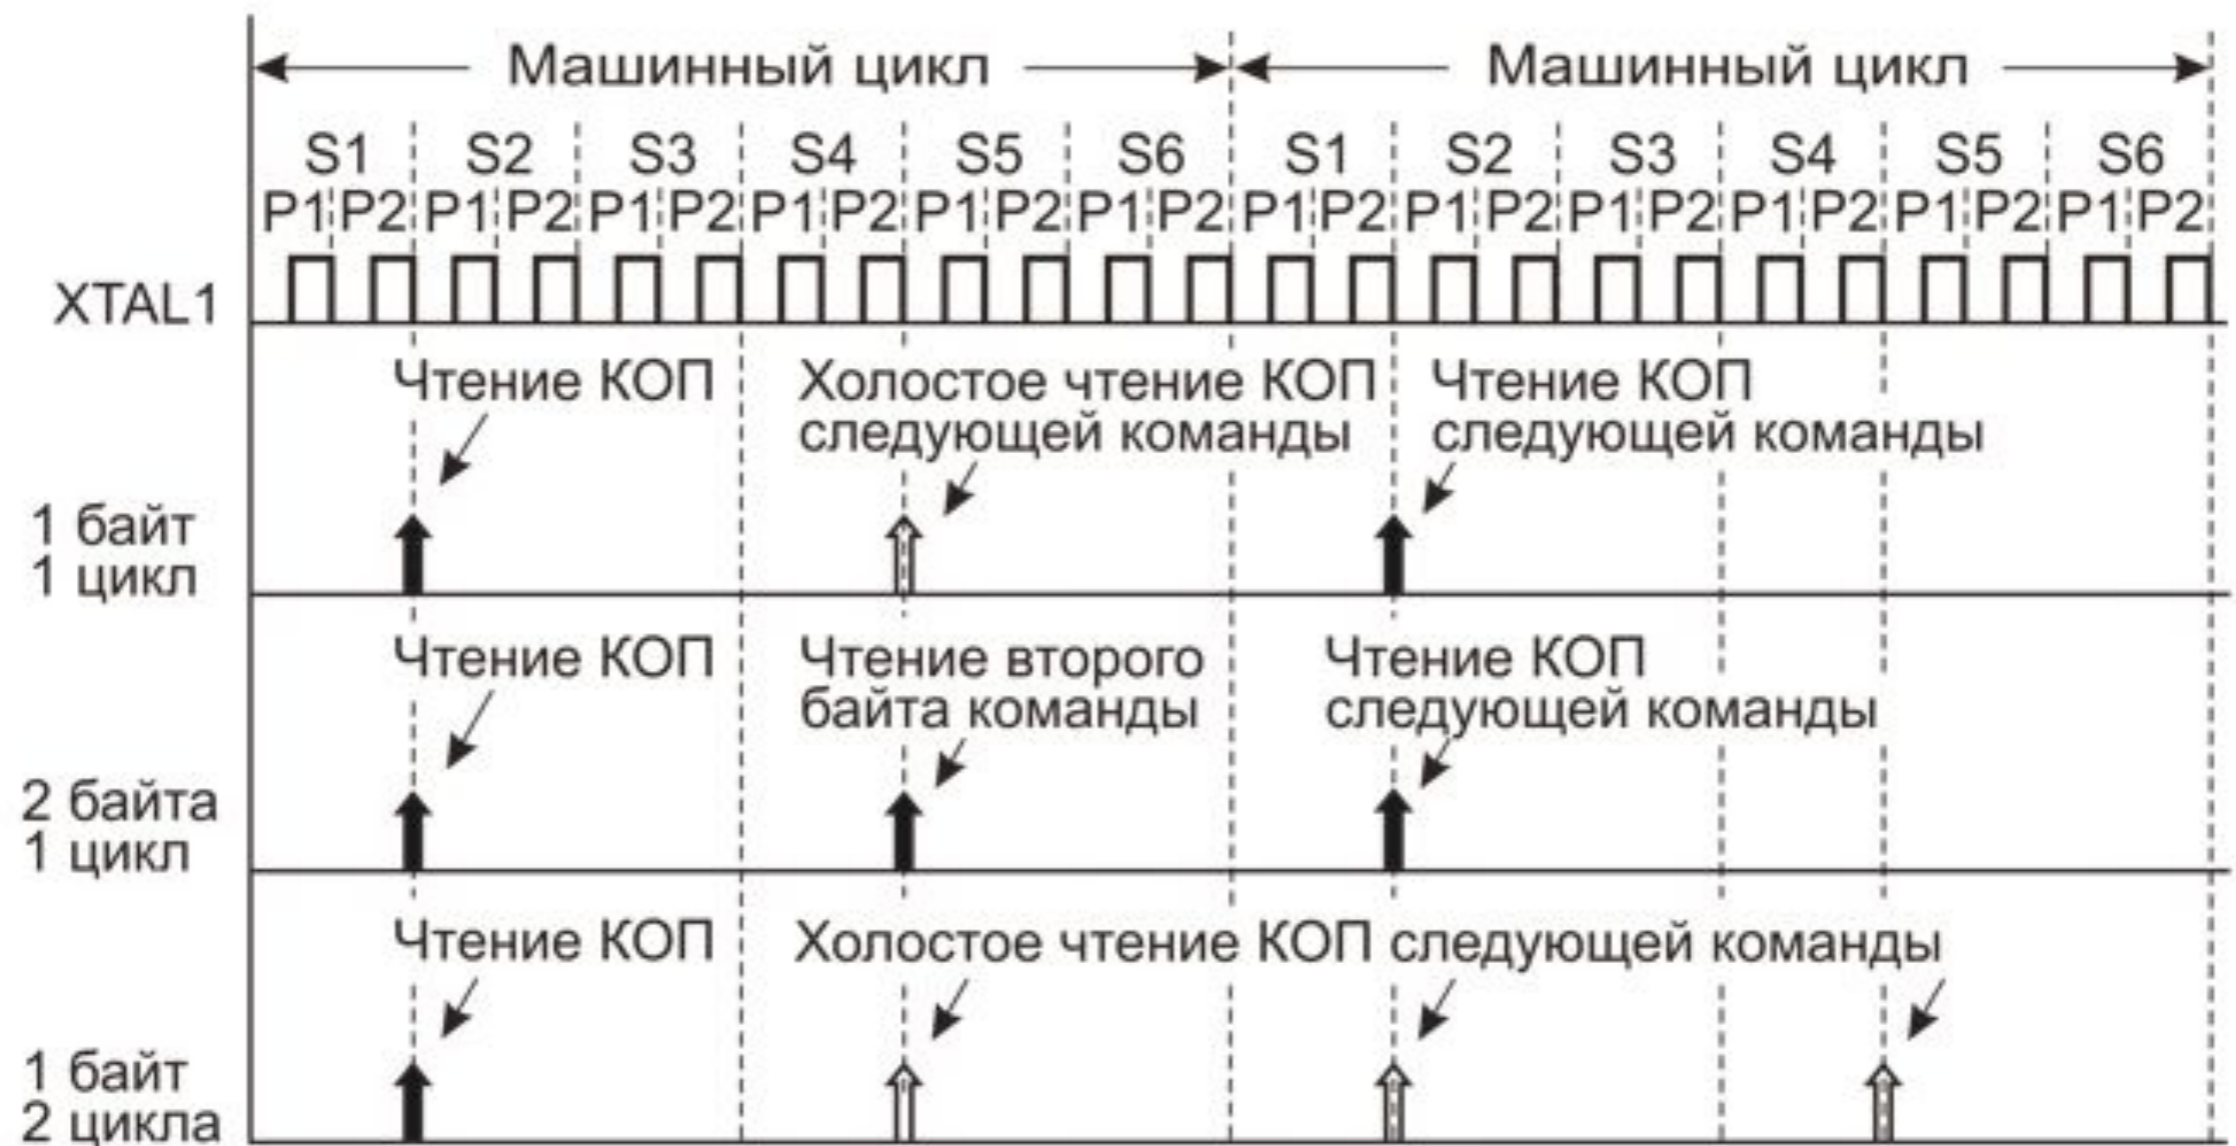 Машинный цикл Машинный цикл
S1 S2 S3 S4 S5 S6 S1 S2 S3 S4 S5 S6
P1 P2 P1 P2 P1 P2 P1 P2 P1 P2 P1 P2 P1 P2 P1 P2 P1 P2 P1 P2 P1 P2 P1 P2
XTAL1
Чтение КОП
Холостое чтение КОП
следующей команды
Чтение КОП
следующей команды
1 байт
1 цикл
Чтение КОП
Чтение второго
байта команды
Чтение КОП
следующей команды
2 байта
1 цикл
Чтение КОП
Холостое чтение КОП следующей команды
1 байт
2 цикла